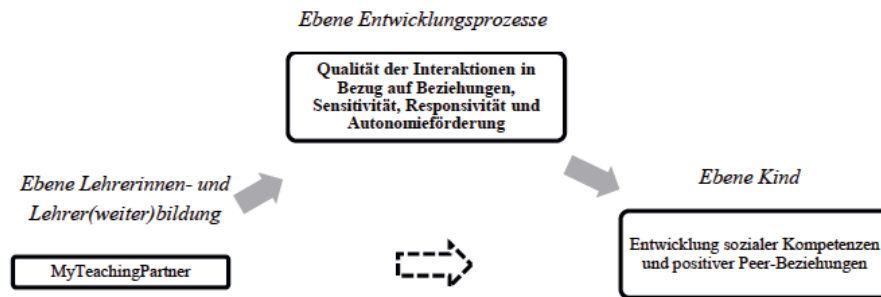 Ebene Entwicklungsprozesse
Qualität der Interaktionen in
Bezug auf Beziehungen,
Sensitivität, Responsivität und
Autonomieförderung
Ebene Lehrerinnen- und
Lehrer(weiter)bildung
MyTeachingPartner
Ebene Kind
Entwicklung sozialer Kompetenzen
und positiver Peer-Beziehungen